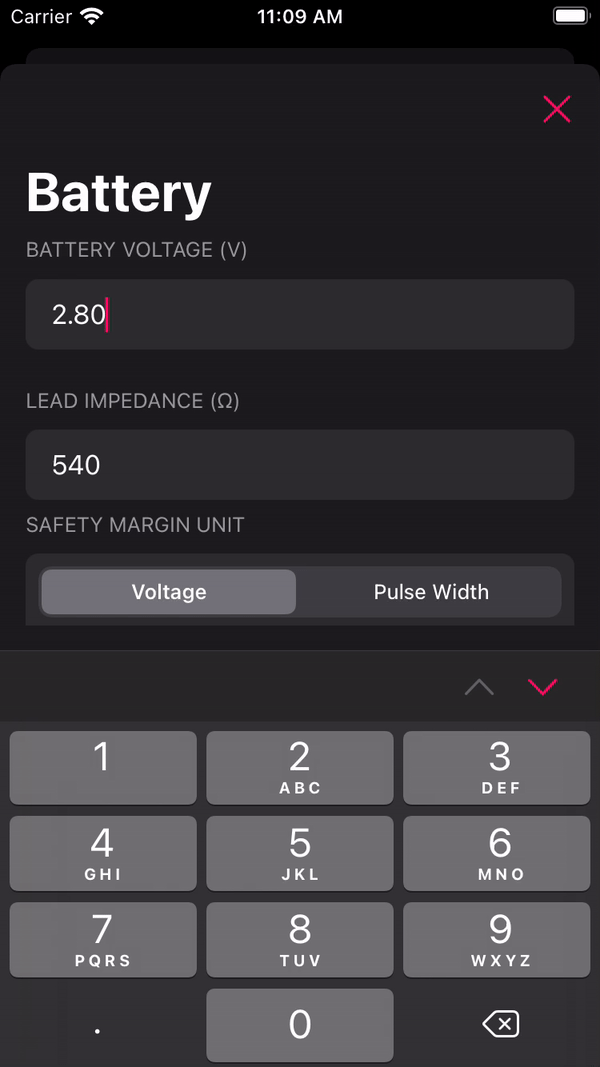 Carrier 11:09 AM
Battery
BATTERY VOLTAGE (V)
2.80
LEAD IMPEDANCE (Ω)
540
SAFETY MARGIN UNIT
Voltage Pulse Width
1 2 3
ABC DEF
4 5 6
GHI JKL MNO
7 8 9
PQRS TUV WXYZ
. 0